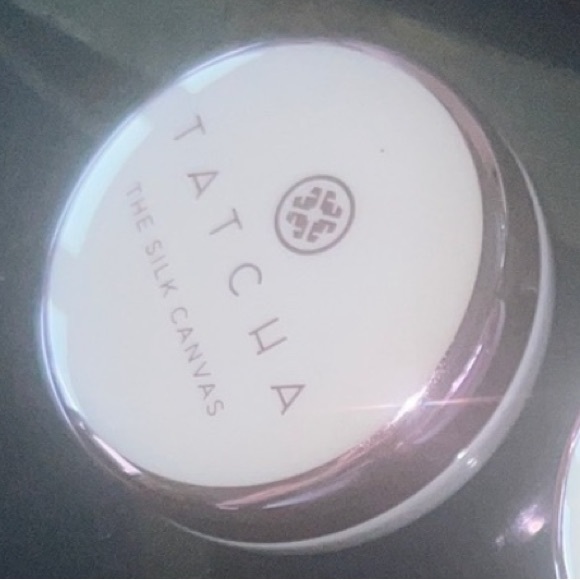 TATCHA
THE SILK CANVAS